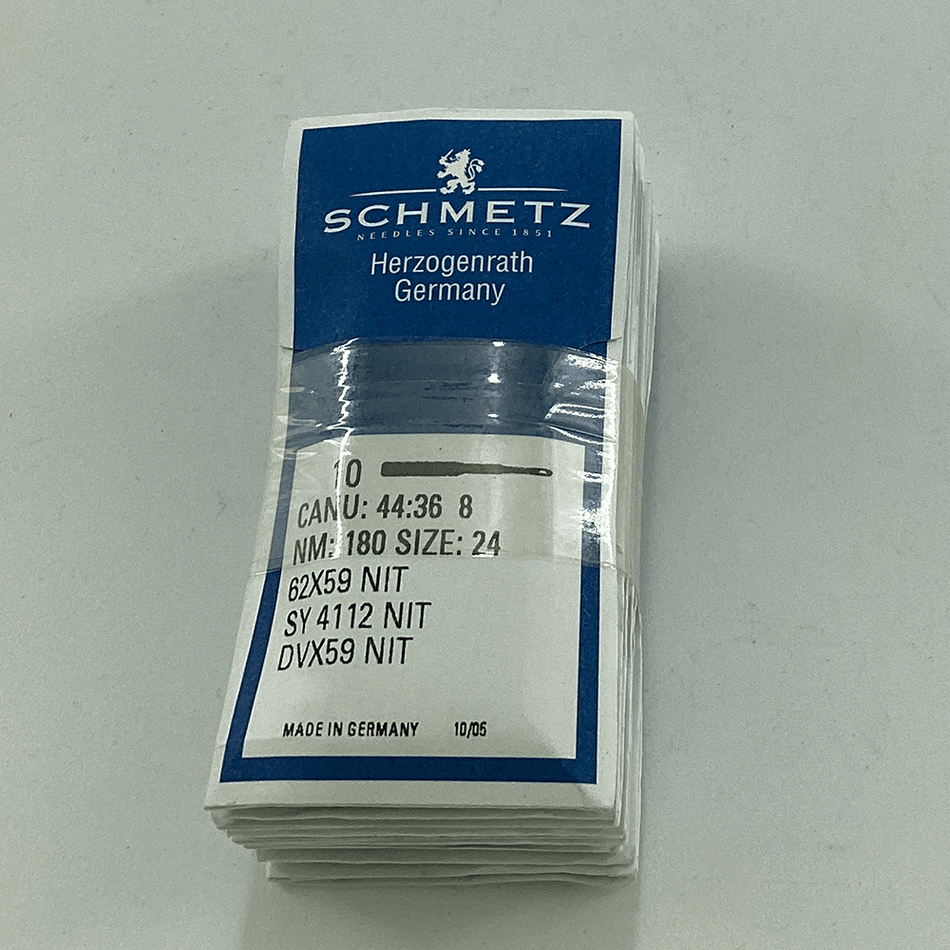 SCHMETZ
NEEDLES SINCE 1851
Herzogenrath
Germany
10
CANU: 44:36 8
NM: 180 SIZE: 24
62X59 NIT
SY 4112 NIT
DVX59 NIT
MADE IN GERMANY 10/05